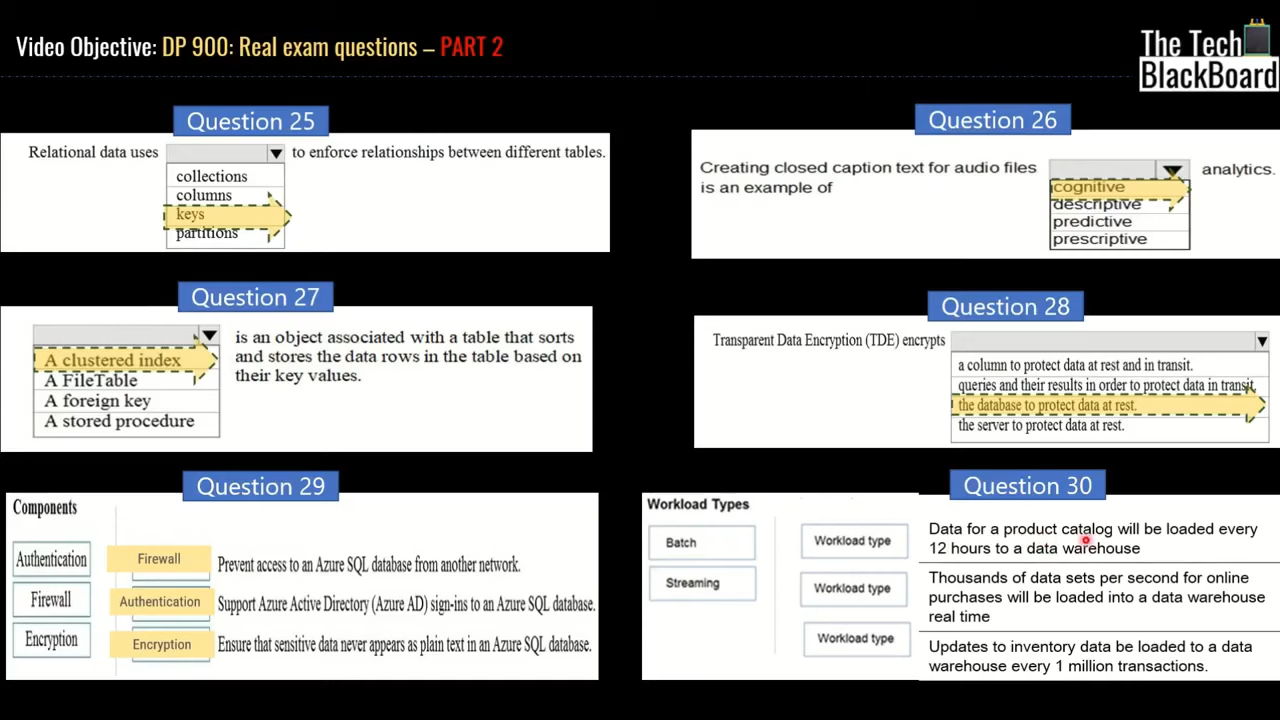 Video Objective: DP 900: Real exam questions – PART 2
The Tech
BlackBoard
Question 25
Relational data uses
to enforce relationships between different tables.
collections
columns
keys
partitions
Question 26
Creating closed caption text for audio files
is an example of
analytics.
cognitive
descriptive
predictive
prescriptive
Question 27
A clustered index
A FileTable
A foreign key
A stored procedure
is an object associated with a table that sorts
and stores the data rows in the table based on
their key values.
Question 28
Transparent Data Encryption (TDE) encrypts
a column to protect data at rest and in transit.
queries and their results in order to protect data in transit.
the database to protect data at rest.
the server to protect data at rest.
Question 29
Components
Authentication
Firewall
Encryption
Firewall
Prevent access to an Azure SQL database from another network.
Authentication
Support Azure Active Directory (Azure AD) sign-ins to an Azure SQL database.
Encryption
Ensure that sensitive data never appears as plain text in an Azure SQL database.
Question 30
Workload Types
Batch
Streaming
Workload type
Data for a product catalog will be loaded every
12 hours to a data warehouse
Workload type
Thousands of data sets per second for online
purchases will be loaded into a data warehouse
real time
Workload type
Updates to inventory data be loaded to a data
warehouse every 1 million transactions.